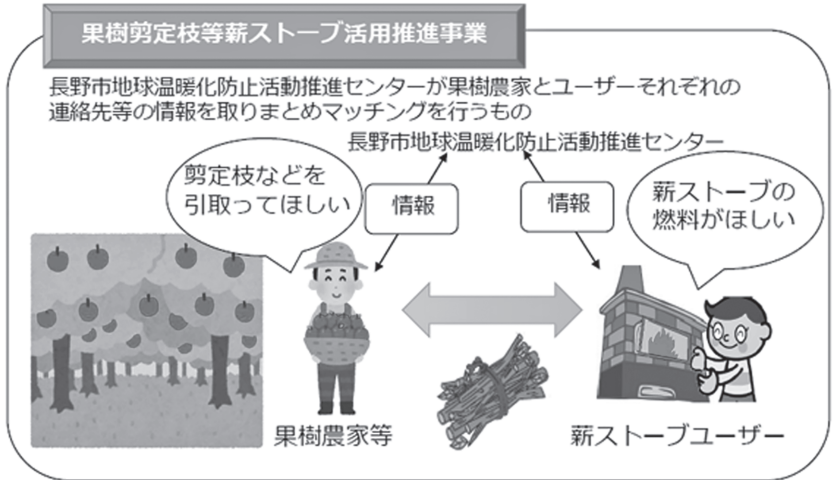 果樹剪定枝等薪ストーブ活用推進事業
長野市地球温暖化防止活動推進センターが果樹農家とユーザーそれぞれの
連絡先等の情報を取りまとめマッチングを行うもの
長野市地球温暖化防止活動推進センター
剪定枝などを
引取ってほしい
情報
情報
薪ストーブの
燃料がほしい
果樹農家等
薪ストーブユーザー